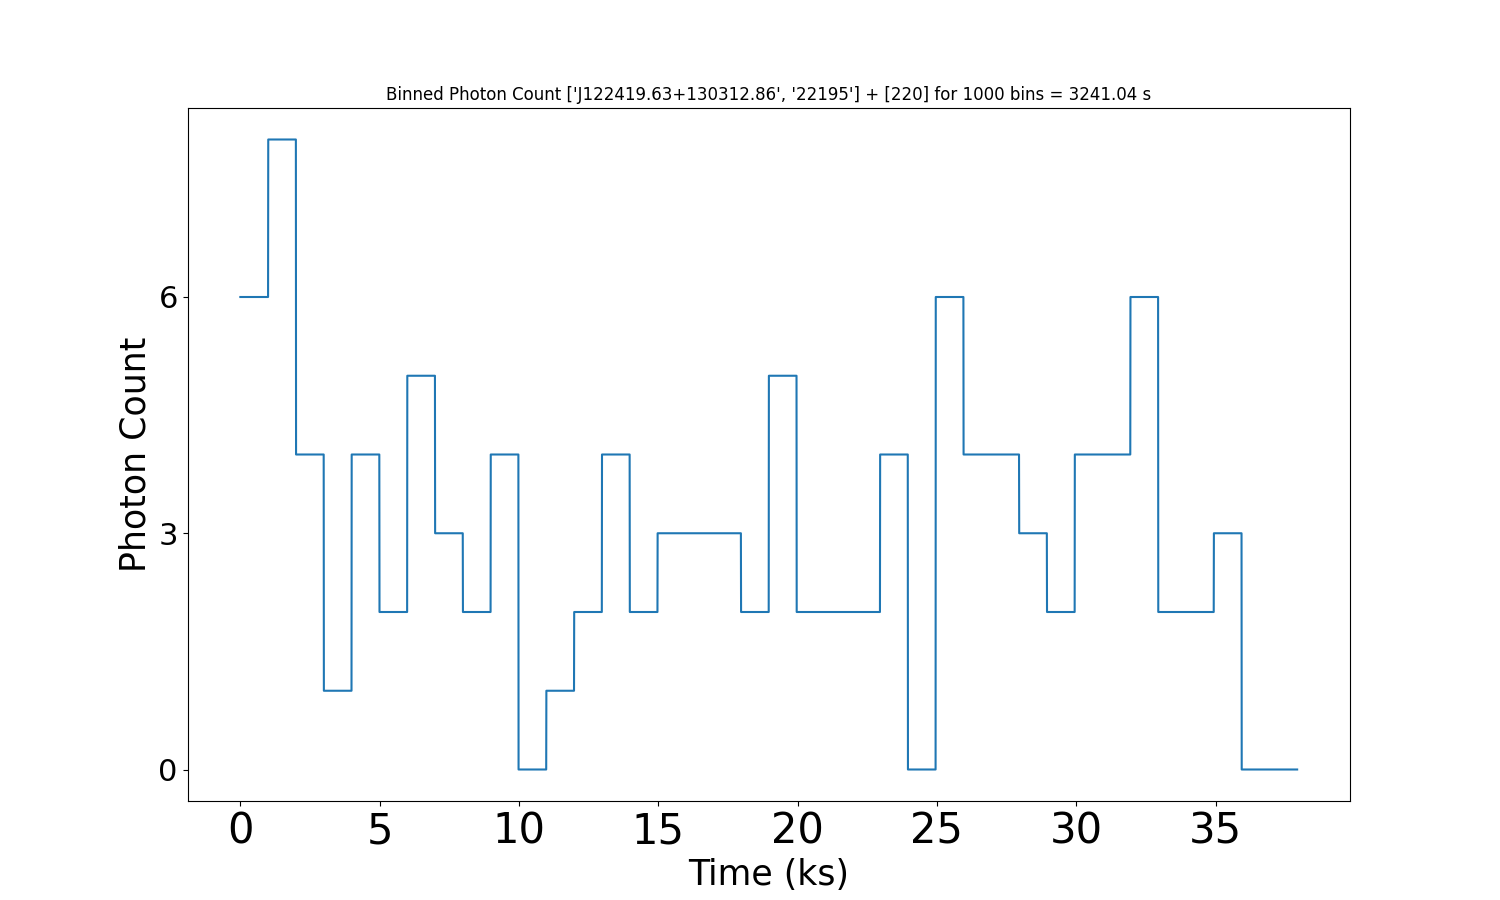 Binned Photon Count ['J122419.63+130312.86', '22195'] + [220] for 1000 bins = 3241.04 s
6
3
0
Photon Count
0 5 10 15 20 25 30 35
Time (ks)